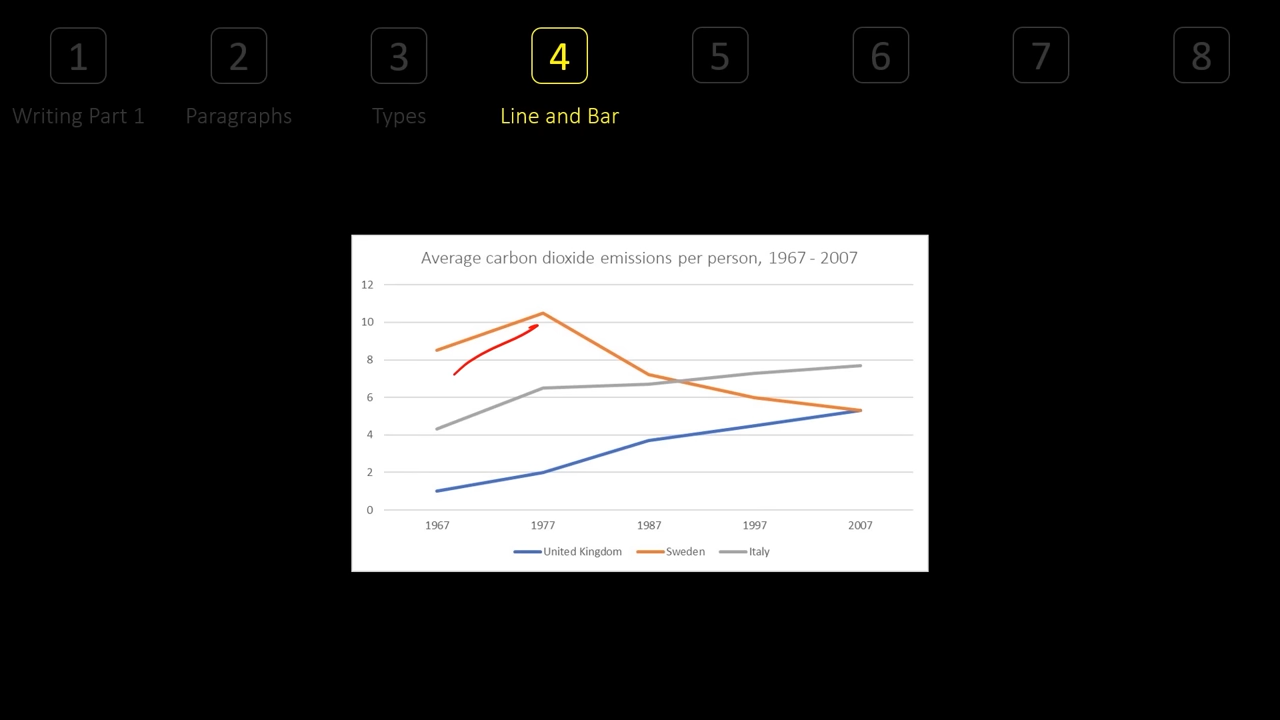 1 2 3 4 5 6 7 8
Writing Part 1 Paragraphs Types Line and Bar
Average carbon dioxide emissions per person, 1967 - 2007
12
10
8
6
4
2
0
1967 1977 1987 1997 2007
United Kingdom Sweden Italy